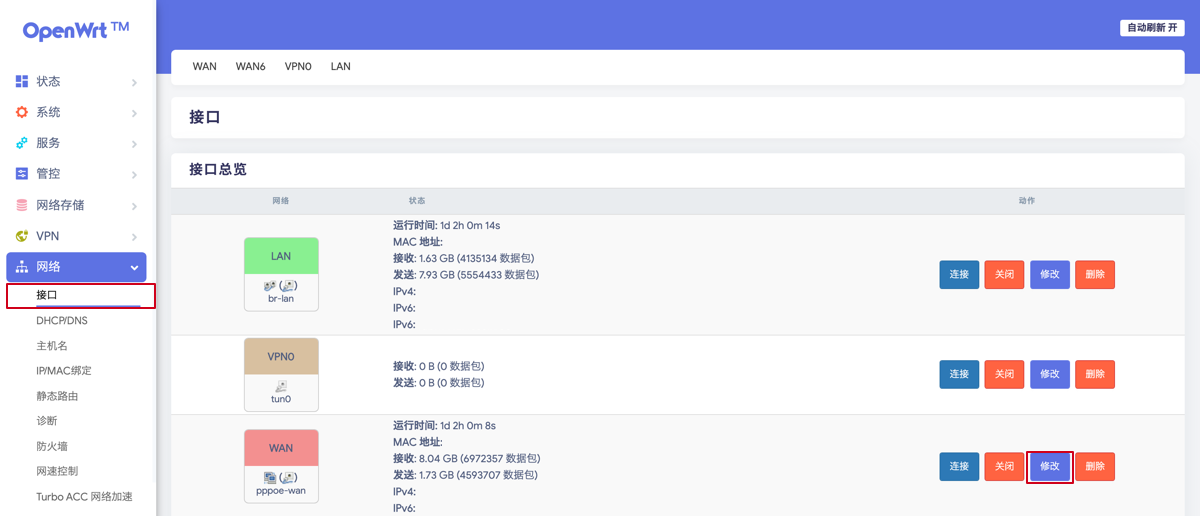 OpenWrt™
自动刷新 开
状态
系统
服务
管控
网络存储
VPN
网络
接口
DHCP/DNS
主机名
IP/MAC绑定
静态路由
诊断
防火墙
网速控制
Turbo ACC 网络加速
WAN WAN6 VPN0 LAN
接口
接口总览
网络 状态 动作
LAN
(  )
br-lan
运行时间: 1d 2h 0m 14s
MAC 地址:
接收: 1.63 GB (4135134 数据包)
发送: 7.93 GB (5554433 数据包)
IPv4:
IPv6:
IPv6:
连接 关闭 修改 删除
VPN0
tun0
接收: 0 B (0 数据包)
发送: 0 B (0 数据包)
连接 关闭 修改 删除
WAN
(  )
pppoe-wan
运行时间: 1d 2h 0m 8s
MAC 地址:
接收: 8.04 GB (6972357 数据包)
发送: 1.73 GB (4593707 数据包)
IPv4:
IPv6:
连接 关闭 修改 删除